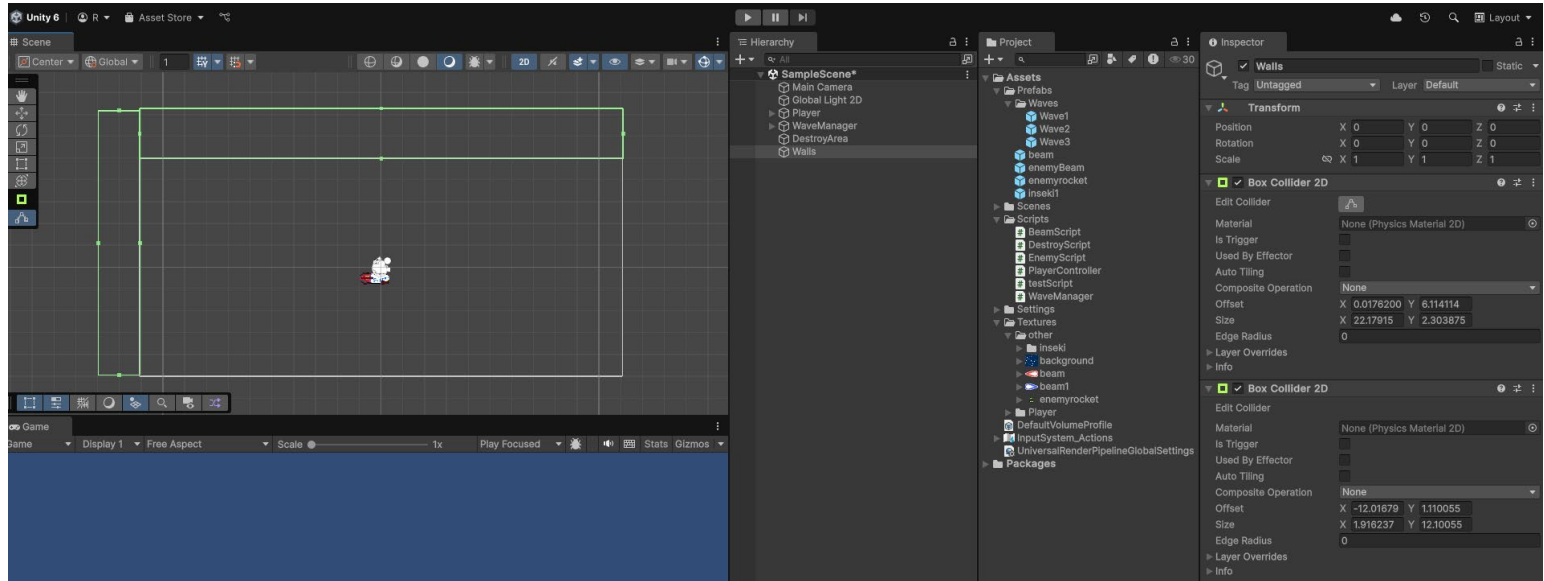 Unity 6 R Asset Store Layout
Scene
Center Global 1 2D
Game
Game Display 1 Free Aspect Scale 1x Play Focused Stats Gizmos
Hierarchy
All
SampleScene*
Main Camera
Global Light 2D
Player
WaveManager
DestroyArea
Walls
Project
30
Assets
Prefabs
Waves
Wave1
Wave2
Wave3
beam
enemyBeam
enemyrocket
inseki1
Scenes
Scripts
BeamScript
DestroyScript
EnemyScript
PlayerController
testScript
WaveManager
Settings
Textures
other
inseki
background
beam
beam1
enemyrocket
Player
DefaultVolumeProfile
InputSystem_Actions
UniversalRenderPipelineGlobalSettings
Packages
Inspector
Walls Static
Tag Untagged Layer Default
Transform
Position X 0 Y 0 Z 0
Rotation X 0 Y 0 Z 0
Scale X 1 Y 1 Z 1
Box Collider 2D
Edit Collider
Material None (Physics Material 2D)
Is Trigger
Used By Effector
Auto Tiling
Composite Operation None
Offset X 0.0176200 Y 6.114114
Size X 22.17915 Y 2.303875
Edge Radius 0
Layer Overrides
Info
Box Collider 2D
Edit Collider
Material None (Physics Material 2D)
Is Trigger
Used By Effector
Auto Tiling
Composite Operation None
Offset X -12.01679 Y 1.110055
Size X 1.916237 Y 12.10055
Edge Radius 0
Layer Overrides
Info